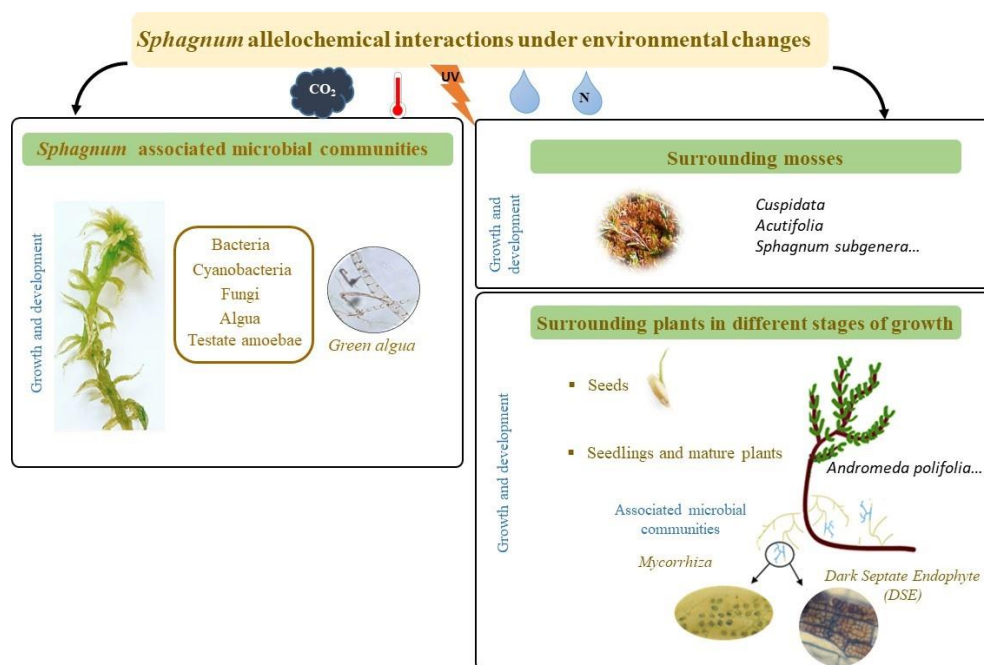 Sphagnum allelochemical interactions under environmental changes
CO₂
UV
N
Sphagnum associated microbial communities
Growth and development
Bacteria
Cyanobacteria
Fungi
Algua
Testate amoebae
Green algua
Surrounding mosses
Growth and
development
Cuspidata
Acutifolia
Sphagnum subgenera...
Surrounding plants in different stages of growth
Growth and development
▪ Seeds
▪ Seedlings and mature plants
Andromeda polifolia...
Associated microbial
communities
Mycorrhiza
Dark Septate Endophyte
(DSE)